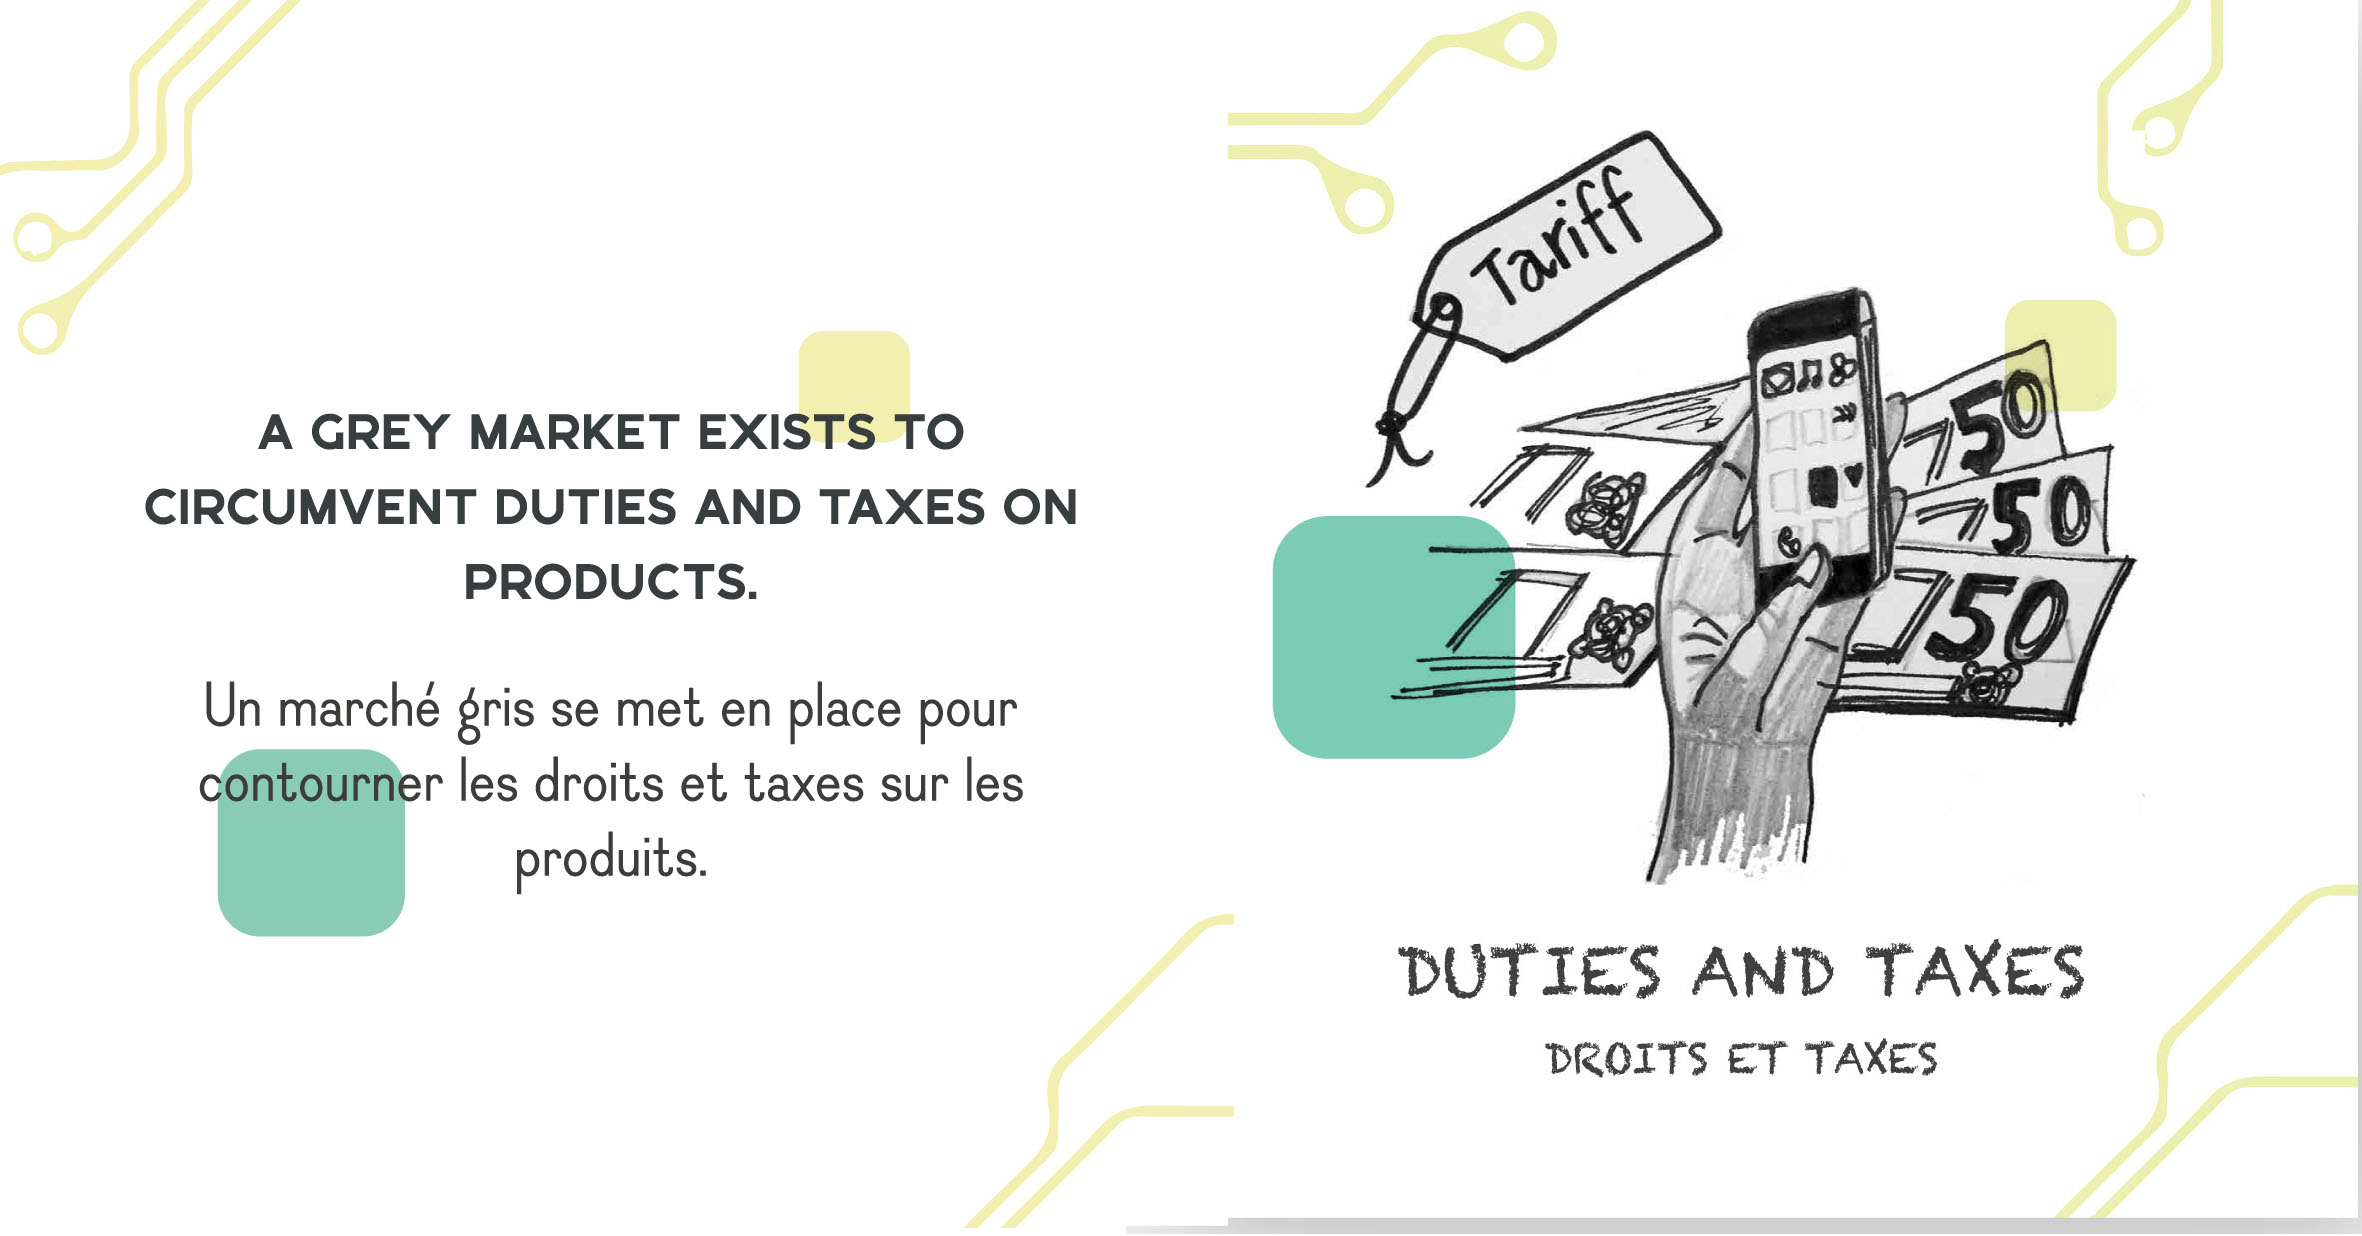 A GREY MARKET EXISTS TO
CIRCUMVENT DUTIES AND TAXES ON
PRODUCTS.
Un marché gris se met en place pour
contourner les droits et taxes sur les
produits.
Tariff
50
50
50
DUTIES AND TAXES
DROITS ET TAXES